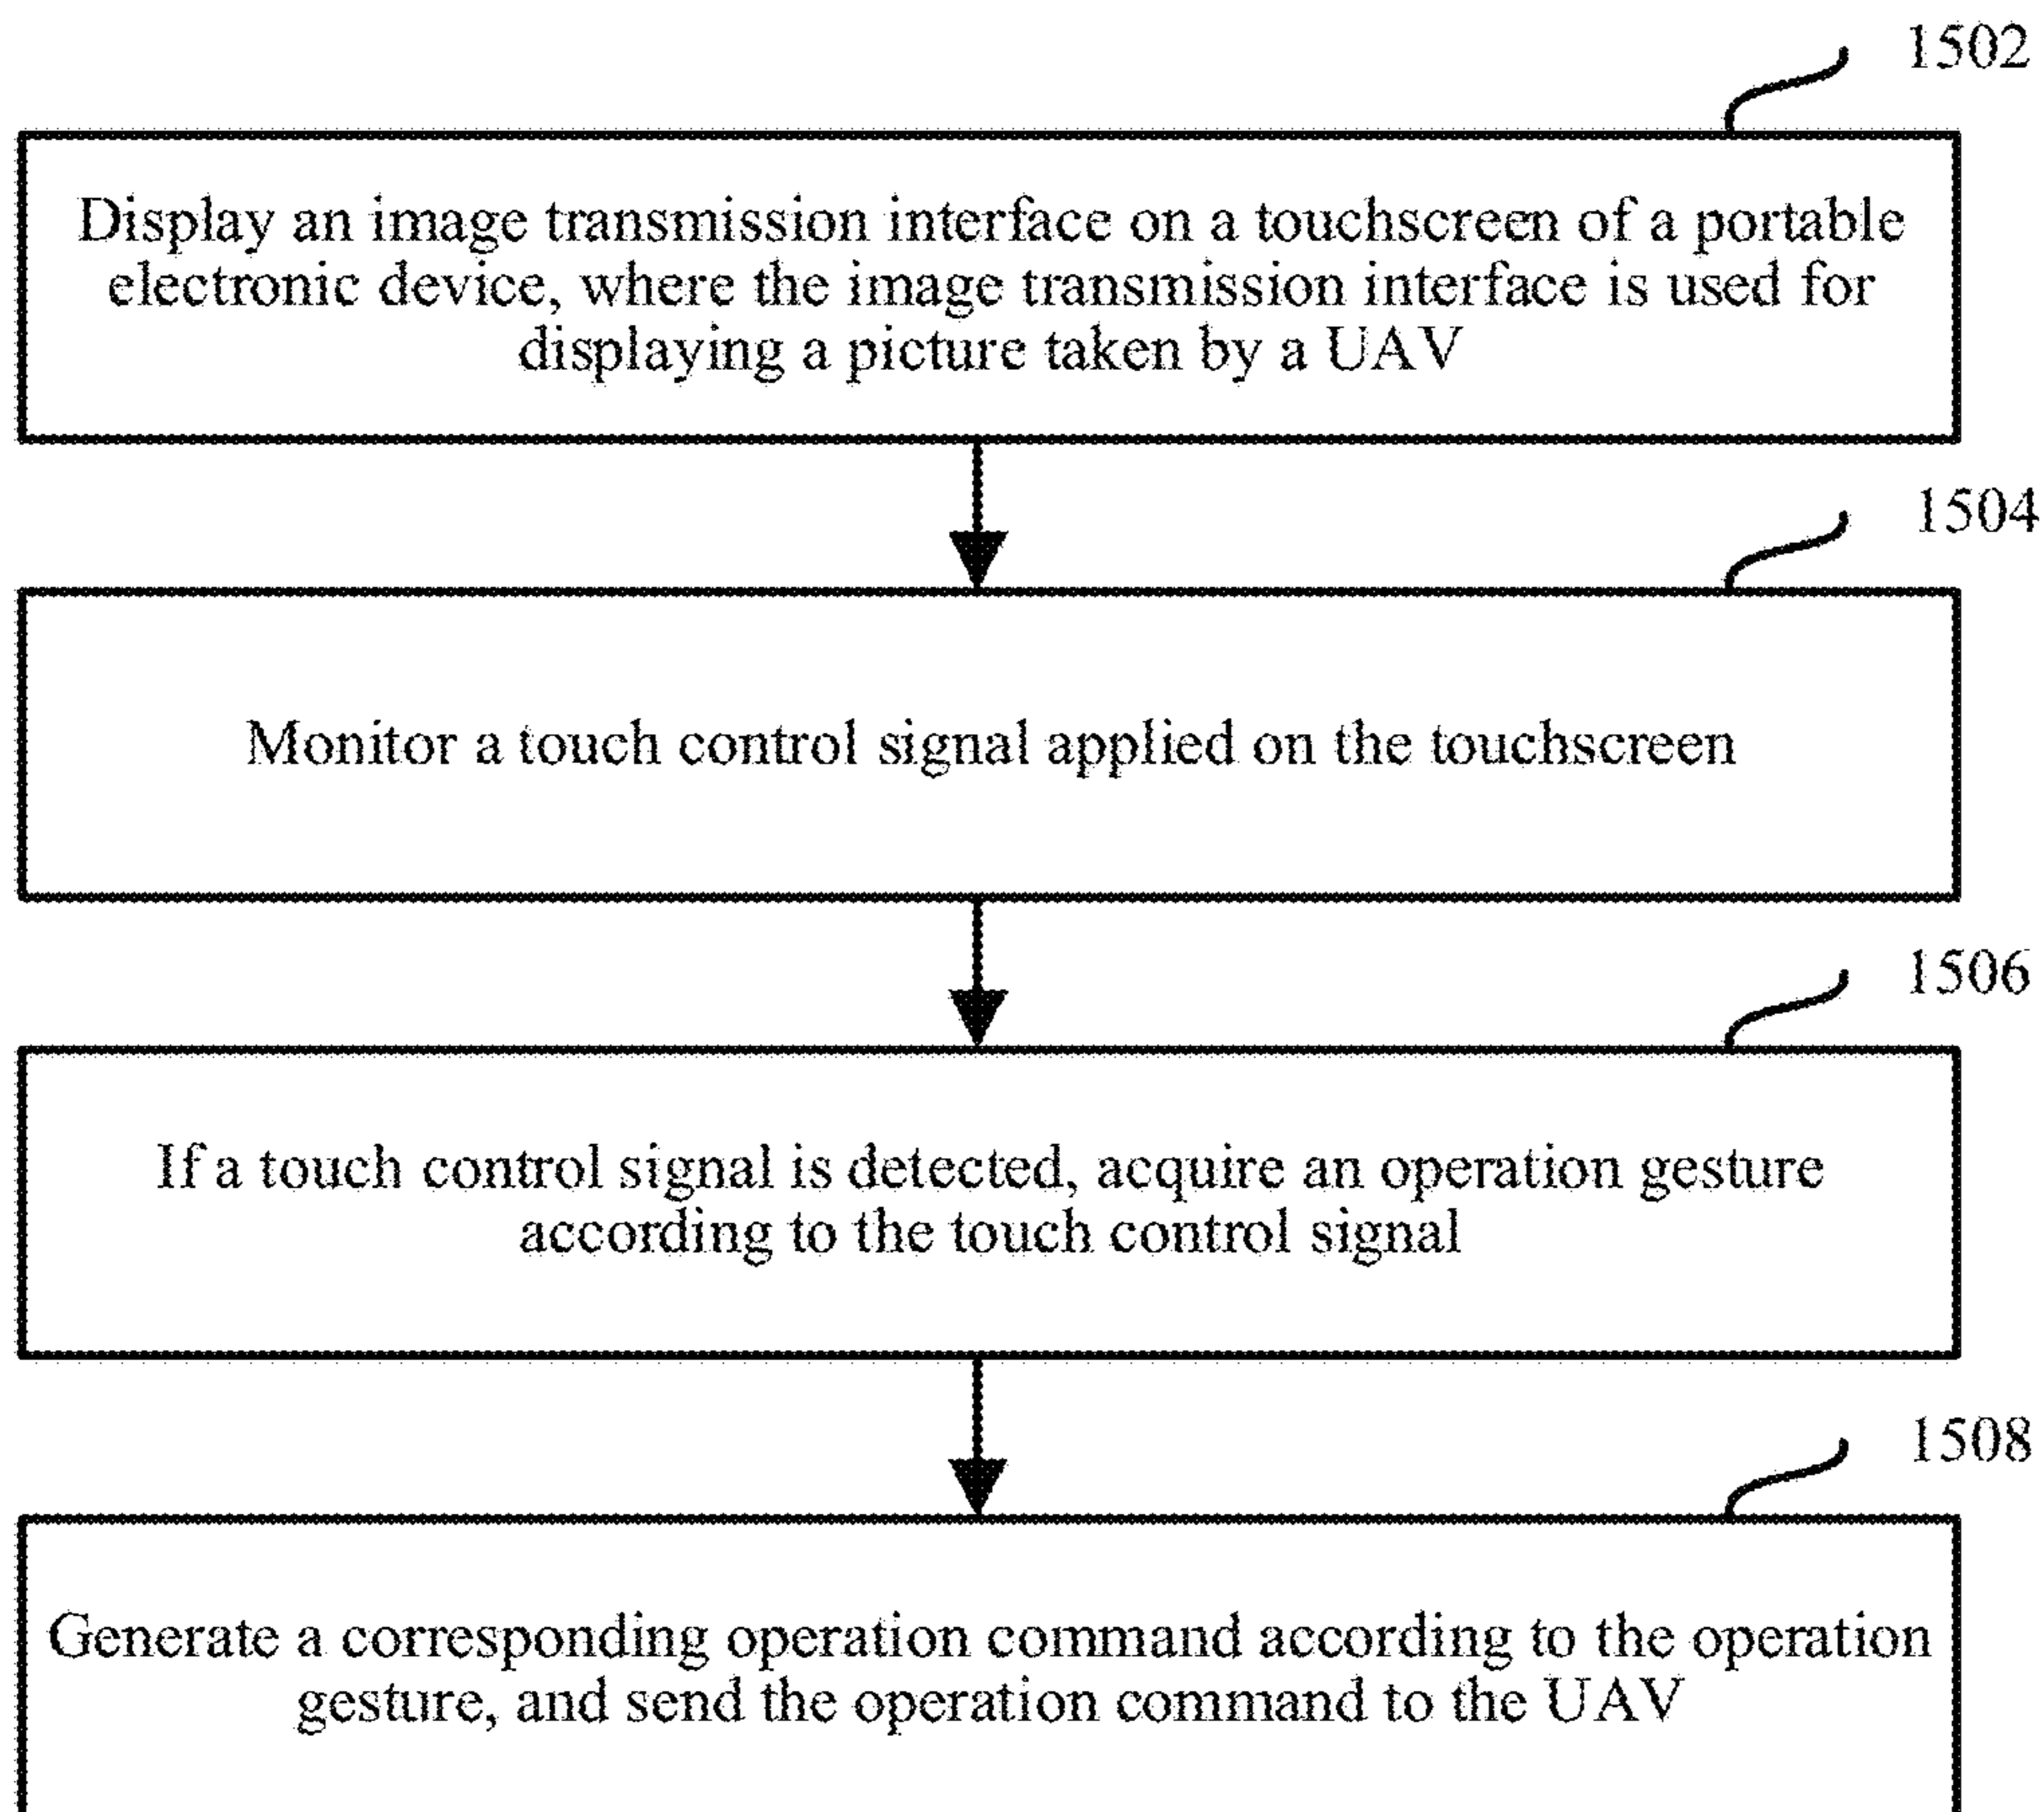 1502
Display an image transmission interface on a touchscreen of a portable
electronic device, where the image transmission interface is used for
displaying a picture taken by a UAV
1504
Monitor a touch control signal applied on the touchscreen
1506
If a touch control signal is detected, acquire an operation gesture
according to the touch control signal
1508
Generate a corresponding operation command according to the operation
gesture, and send the operation command to the UAV